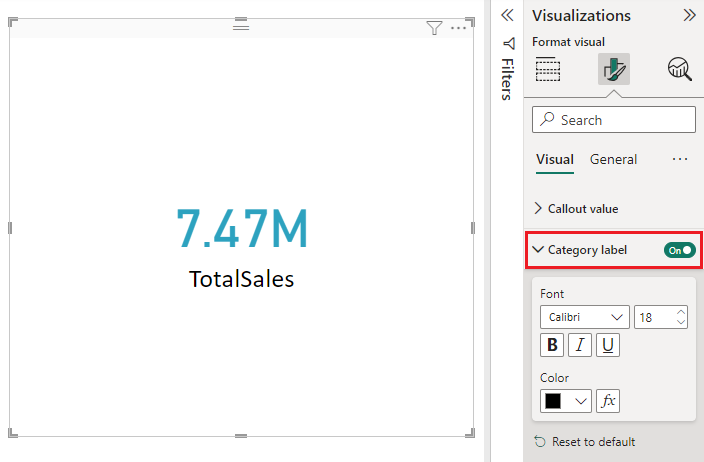 7.47M
TotalSales
Filters
Visualizations
Format visual
Search
Visual General
Callout value
Category label On
Font
Calibri 18
B I U
Color
fx
Reset to default